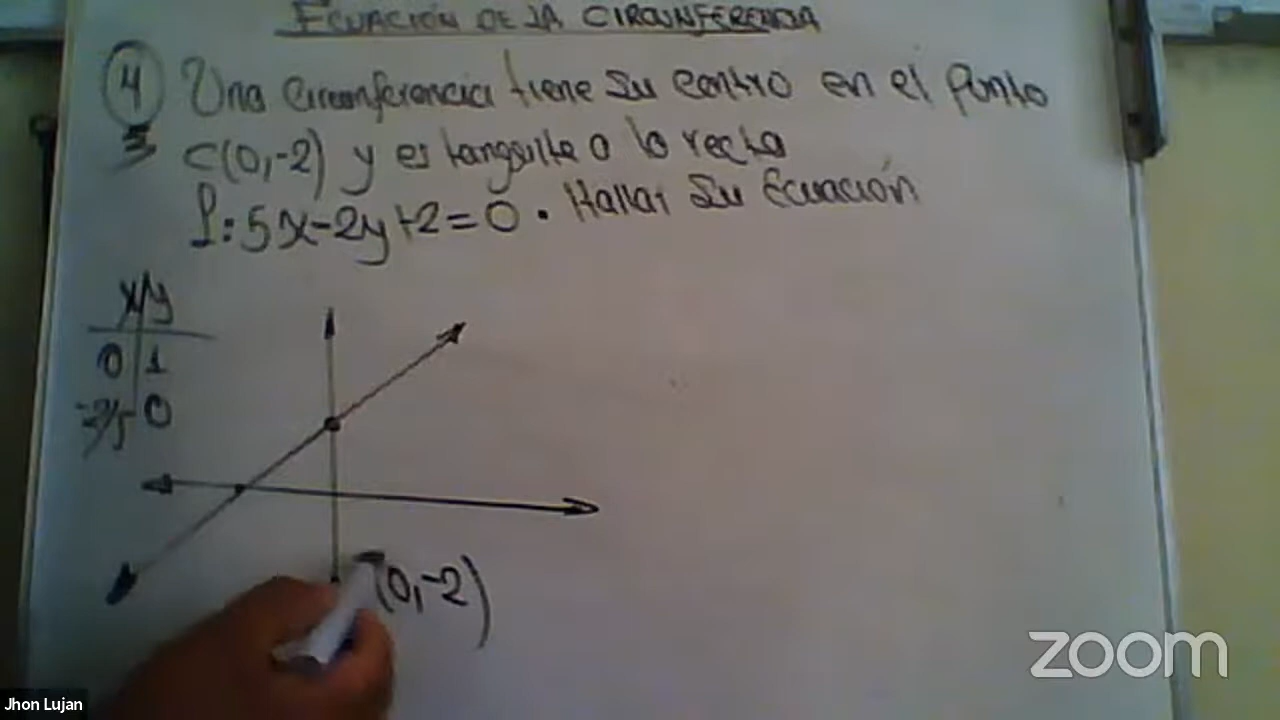 ECUACIÓN DE LA CIRCUNFERENCIA
4 Una circunferencia tiene su centro en el punto
C(0,-2) y es tangente a la recta
L: 5x-2y+2=0. Hallar su Ecuación
x y
0 1
-2/5 0
(0,-2)
zoom
Jhon Lujan